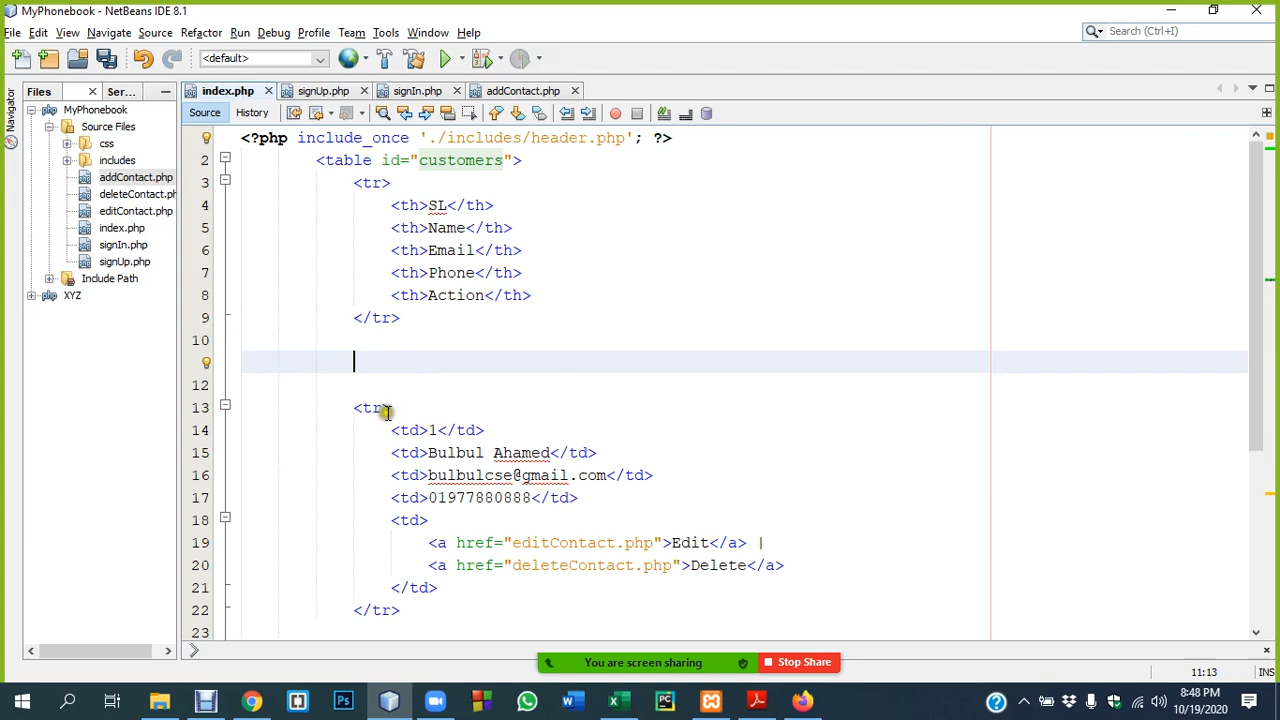 MyPhonebook - NetBeans IDE 8.1
File Edit View Navigate Source Refactor Run Debug Profile Team Tools Window Help
Search (Ctrl+I)
<default>
Files
Ser...
index.php
signUp.php
signIn.php
addContact.php
Navigator
Source
History
MyPhonebook
Source Files
css
includes
addContact.php
deleteContact.ph
editContact.php
index.php
signIn.php
signUp.php
Include Path
XYZ
<?php include_once './includes/header.php'; ?>
2 <table id="customers">
3 <tr>
4 <th>SL</th>
5 <th>Name</th>
6 <th>Email</th>
7 <th>Phone</th>
8 <th>Action</th>
9 </tr>
10
12
13 <tr>
14 <td>1</td>
15 <td>Bulbul Ahamed</td>
16 <td>bulbulcse@gmail.com</td>
17 <td>01977880888</td>
18 <td>
19 <a href="editContact.php">Edit</a> |
20 <a href="deleteContact.php">Delete</a>
21 </td>
22 </tr>
23
You are screen sharing
Stop Share
11:13
INS
8:48 PM
10/19/2020